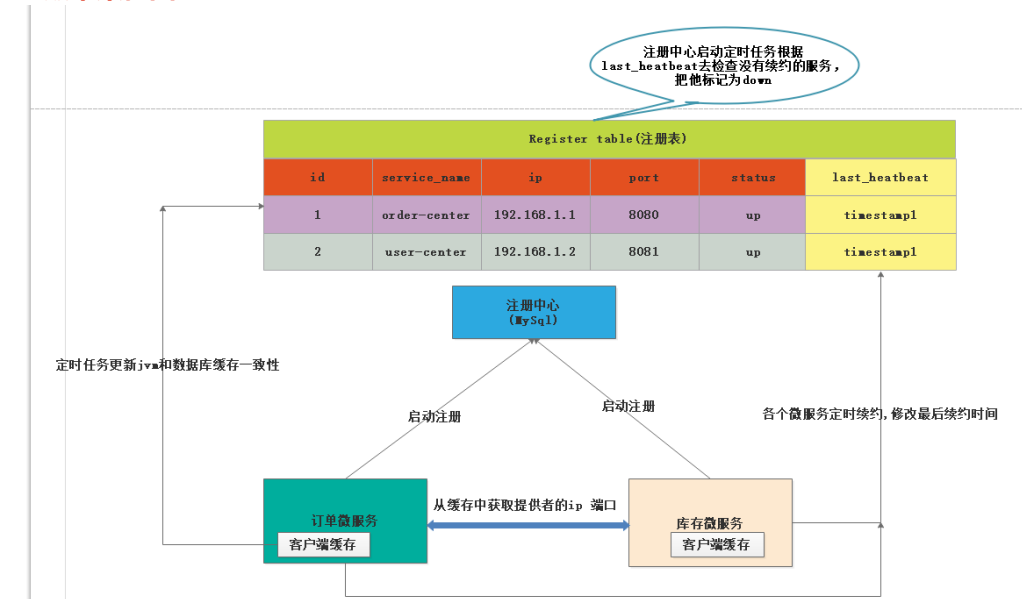 注册中心启动定时任务根据
last_heatbeat去检查没有续约的服务，
把他标记为down
Register table(注册表)
id service_name ip port status last_heatbeat
1 order-center 192.168.1.1 8080 up timestamp1
2 user-center 192.168.1.2 8081 up timestamp1
注册中心
(MySql)
定时任务更新jvm和数据库缓存一致性
启动注册
启动注册
各个微服务定时续约,修改最后续约时间
从缓存中获取提供者的ip 端口
订单微服务
客户端缓存
库存微服务
客户端缓存